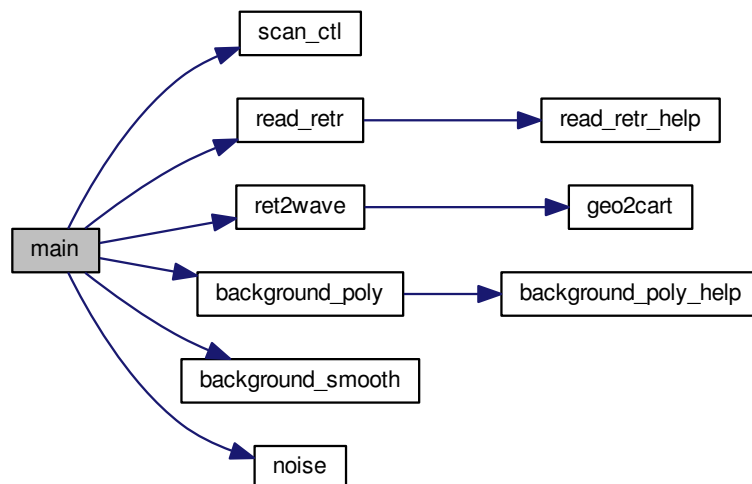 scan_ctl
read_retr
read_retr_help
ret2wave
geo2cart
main
background_poly
background_poly_help
background_smooth
noise